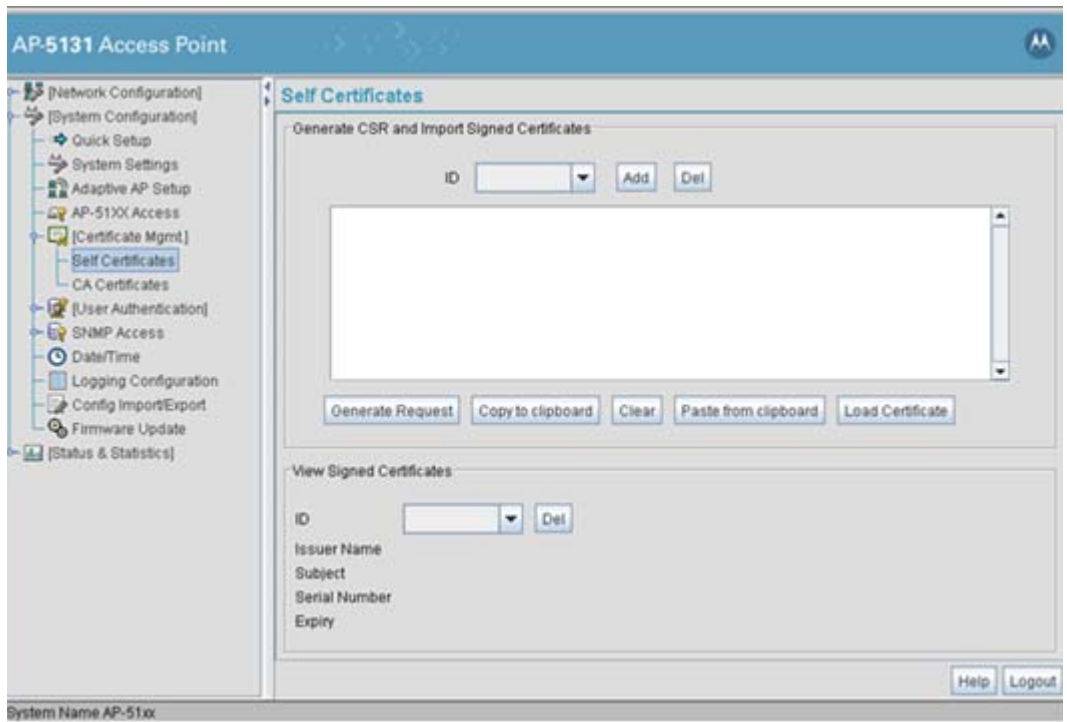 AP-5131 Access Point
[Network Configuration]
[System Configuration]
Quick Setup
System Settings
Adaptive AP Setup
AP-51XX Access
[Certificate Mgmt.]
Self Certificates
CA Certificates
[User Authentication]
SNMP Access
Date/Time
Logging Configuration
Config Import/Export
Firmware Update
[Status & Statistics]
Self Certificates
Generate CSR and Import Signed Certificates
ID Add Del
Generate Request Copy to clipboard Clear Paste from clipboard Load Certificate
View Signed Certificates
ID Del
Issuer Name
Subject
Serial Number
Expiry
Help Logout
System Name AP-51xx